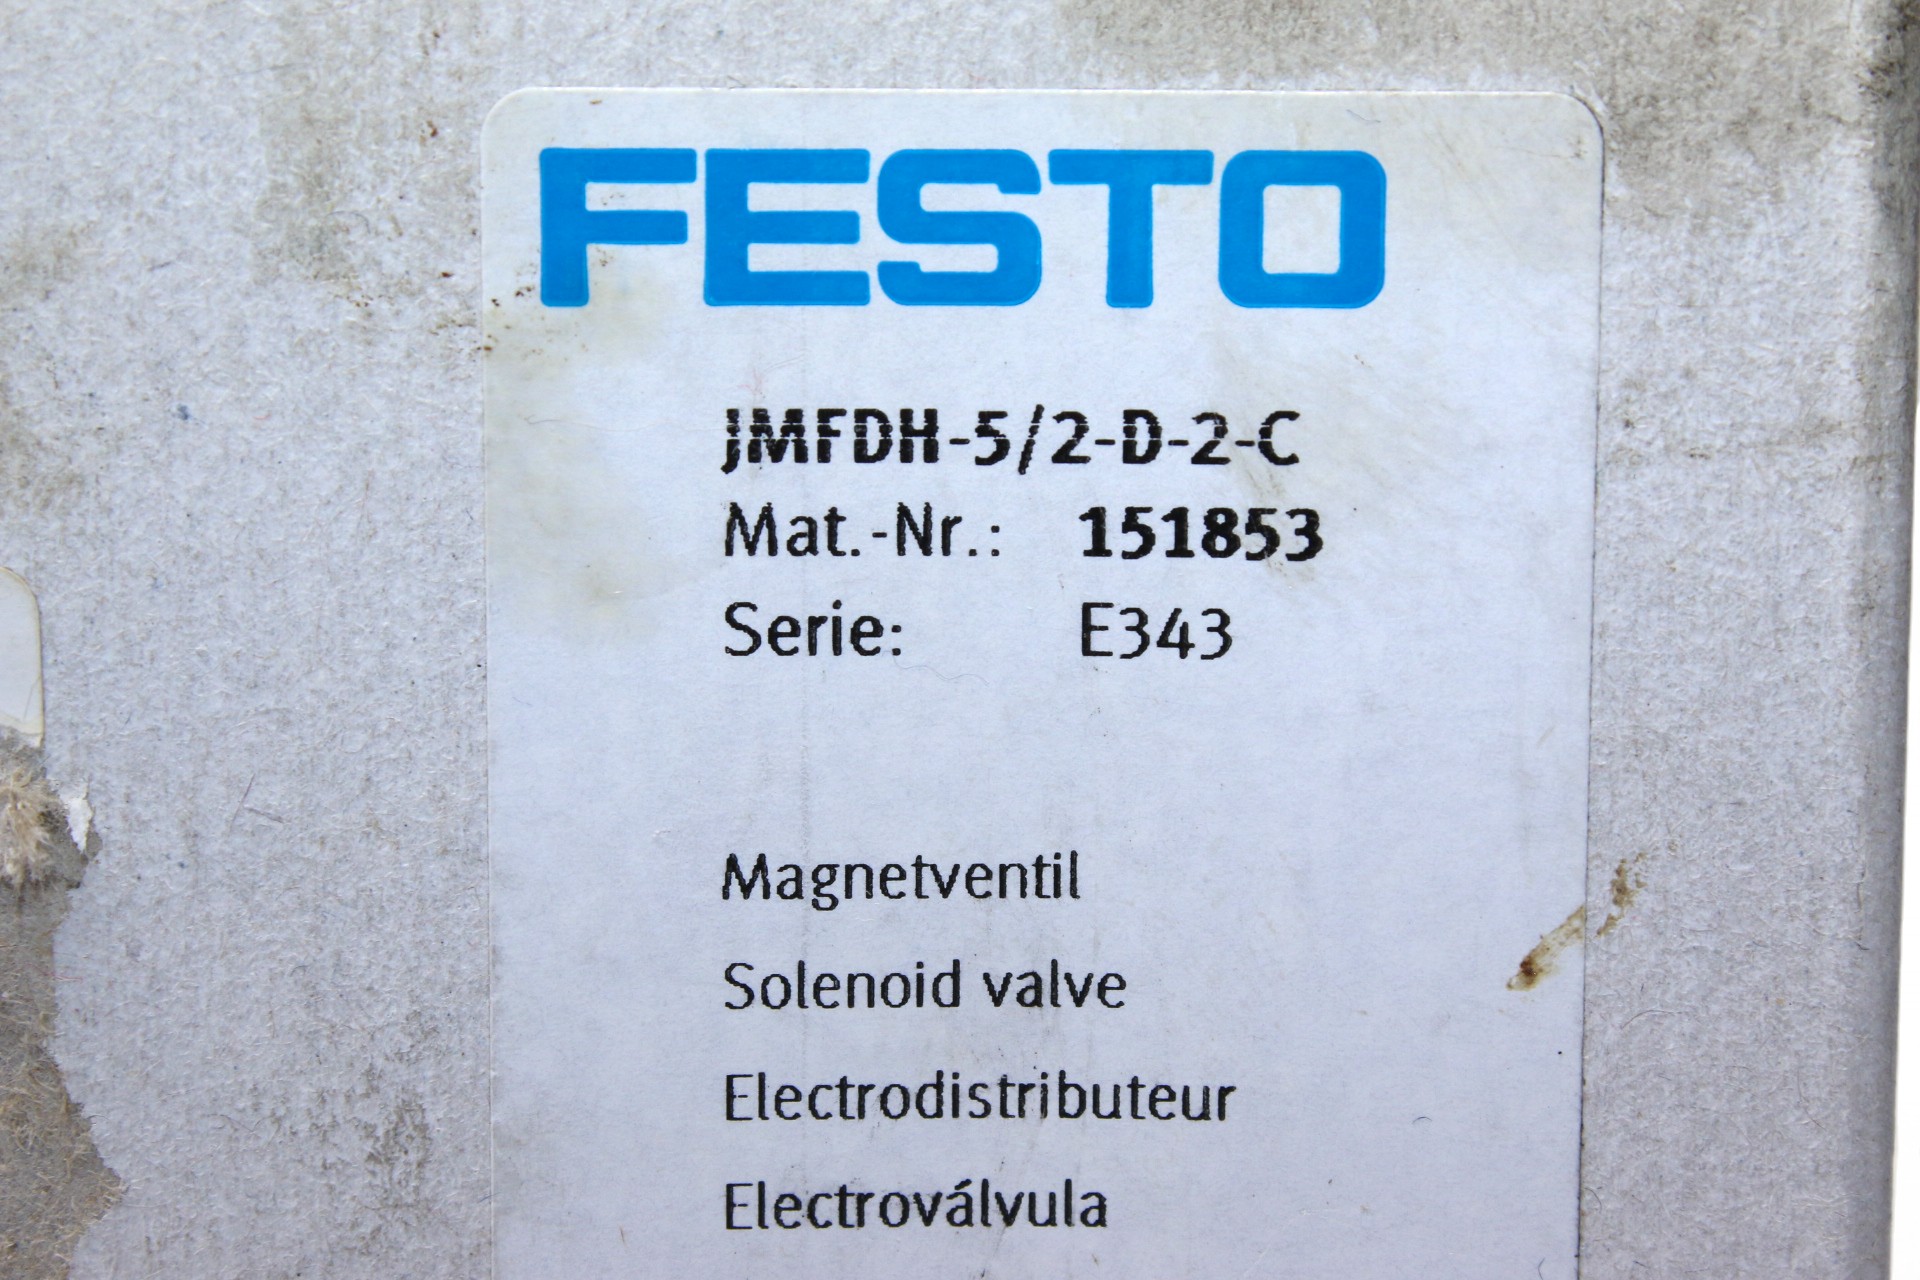 FESTO
JMFDH-5/2-D-2-C
Mat.-Nr.: 151853
Serie: E343
Magnetventil
Solenoid valve
Electrodistributeur
Electroválvula